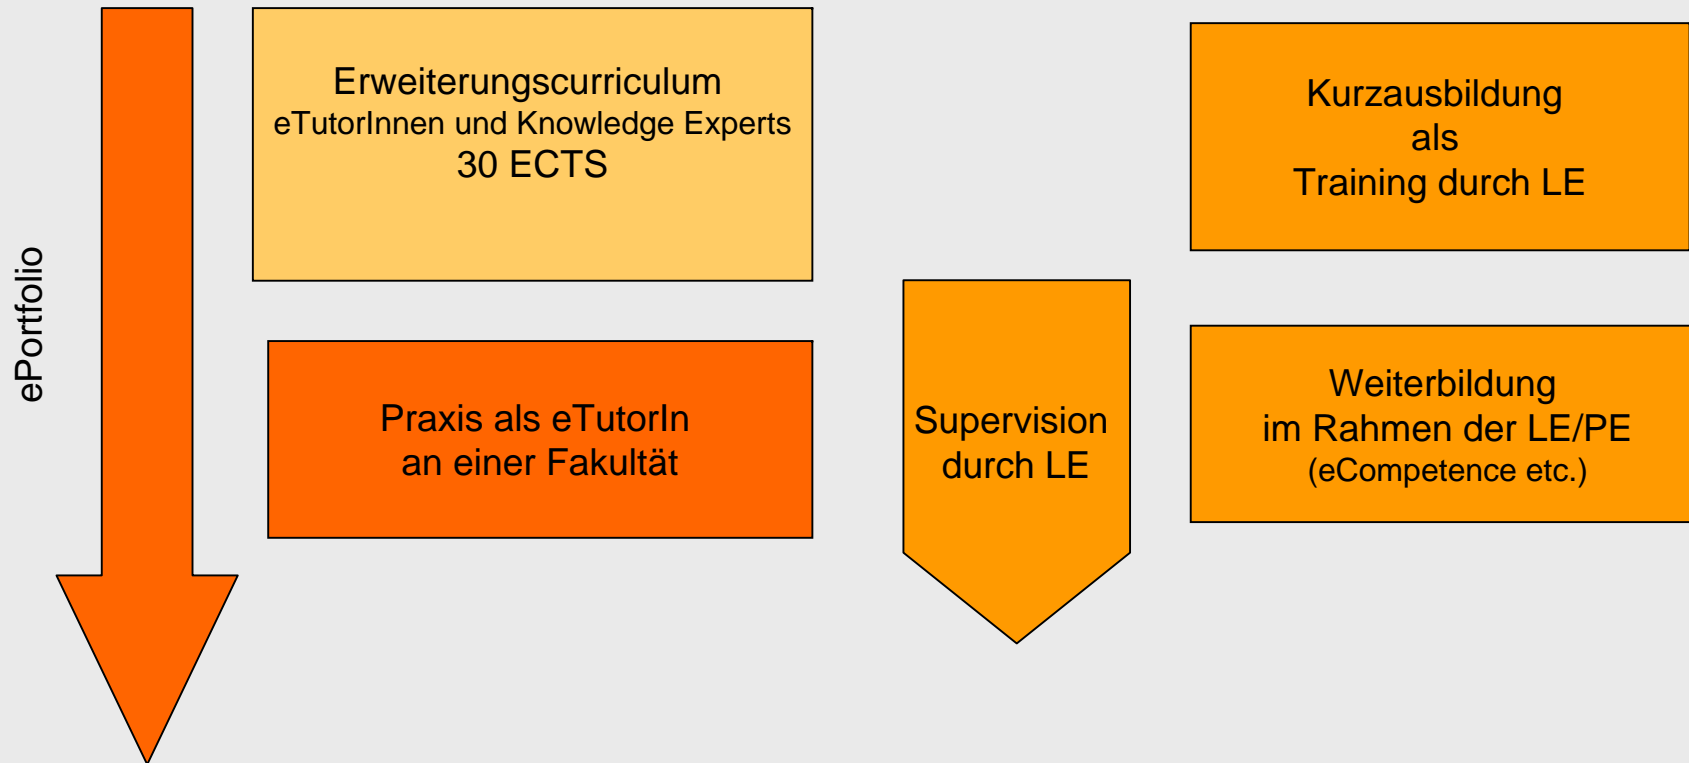 ePortfolio
Erweiterungscurriculum
eTutorInnen und Knowledge Experts
30 ECTS
Praxis als eTutorIn
an einer Fakultät
Supervision
durch LE
Kurzausbildung
als
Training durch LE
Weiterbildung
im Rahmen der LE/PE
(eCompetence etc.)